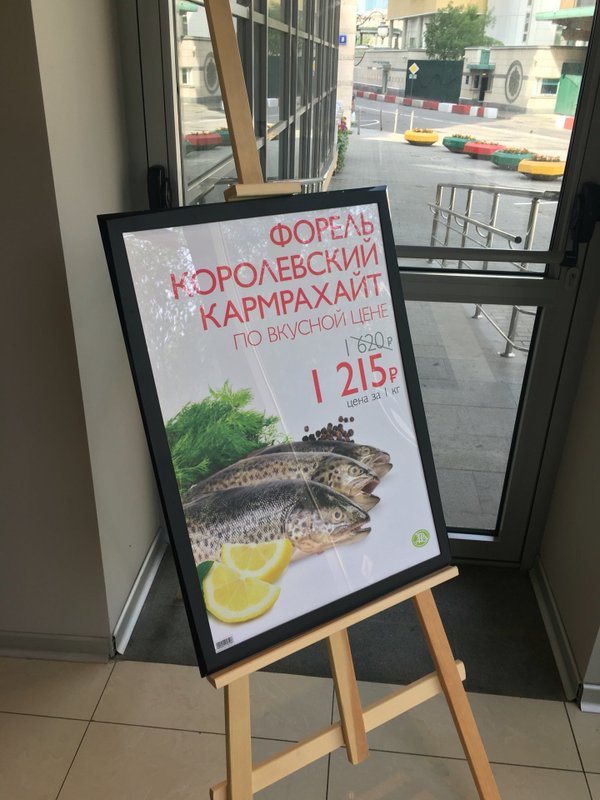 ФОРЕЛЬ
КОРОЛЕВСКИЙ
КАРМРАХАЙТ
ПО ВКУСНОЙ ЦЕНЕ
1 620₽
1 215₽
цена за 1 кг